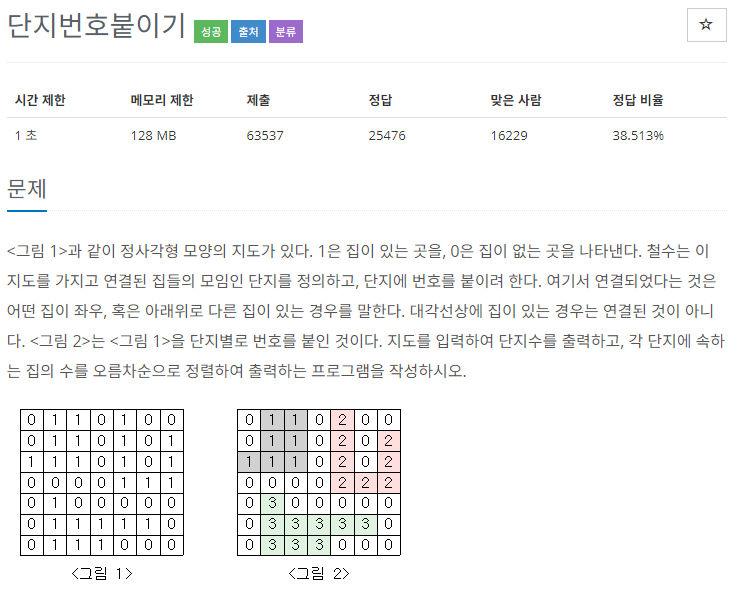 단지번호붙이기 성공 출처 분류
시간 제한 메모리 제한 제출 정답 맞은 사람 정답 비율
1 초 128 MB 63537 25476 16229 38.513%
문제
<그림 1>과 같이 정사각형 모양의 지도가 있다. 1은 집이 있는 곳을, 0은 집이 없는 곳을 나타낸다. 철수는 이
지도를 가지고 연결된 집들의 모임인 단지를 정의하고, 단지에 번호를 붙이려 한다. 여기서 연결되었다는 것은
어떤 집이 좌우, 혹은 아래위로 다른 집이 있는 경우를 말한다. 대각선상에 집이 있는 경우는 연결된 것이 아니
다. <그림 2>는 <그림 1>을 단지별로 번호를 붙인 것이다. 지도를 입력하여 단지수를 출력하고, 각 단지에 속하
는 집의 수를 오름차순으로 정렬하여 출력하는 프로그램을 작성하시오.
0 1 1 0 1 0 0
0 1 1 0 1 0 1
1 1 1 0 1 0 1
0 0 0 0 1 1 1
0 1 0 0 0 0 0
0 1 1 1 1 1 0
0 1 1 1 0 0 0
<그림 1>
0 1 1 0 2 0 0
0 1 1 0 2 0 2
1 1 1 0 2 0 2
0 0 0 0 2 2 2
0 3 0 0 0 0 0
0 3 3 3 3 3 0
0 3 3 3 0 0 0
<그림 2>